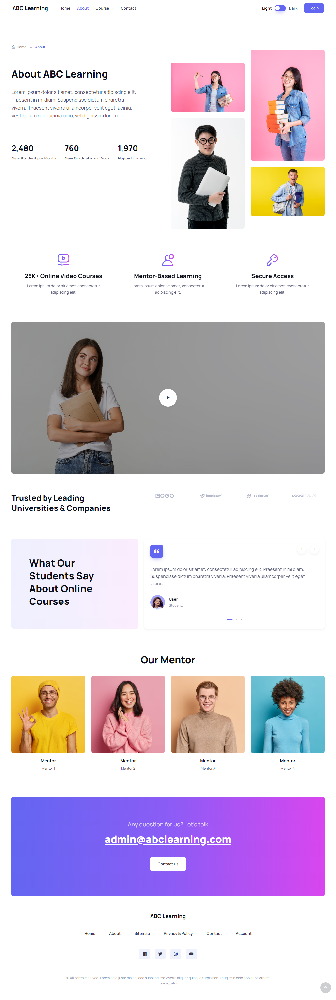 ABC Learning
Home
About
Course
Contact
Light
Dark
Login
Home
»
About
About ABC Learning
Lorem ipsum dolor sit amet, consectetur adipiscing elit.
Praesent in mi diam. Suspendisse dictum pharetra
viverra. Praesent viverra ullamcorper velit eget lacinia.
Vestibulum non lacinia odio, vel dignissim lorem.
2,480
New Student per Month
760
New Graduate per Week
1,970
Happy Learning
25K+ Online Video Courses
Lorem ipsum dolor sit amet, consectetur
adipiscing elit.
Mentor-Based Learning
Lorem ipsum dolor sit amet, consectetur
adipiscing elit.
Secure Access
Lorem ipsum dolor sit amet, consectetur
adipiscing elit.
Trusted by Leading
Universities & Companies
LOGO
logoipsum
logoipsum
LOGOIPSUM
What Our
Students Say
About Online
Courses
Lorem ipsum dolor sit amet, consectetur adipiscing elit. Praesent in mi diam.
Suspendisse dictum pharetra viverra. Praesent viverra ullamcorper velit eget
lacinia.
User
Student.
Our Mentor
Mentor
Mentor 1
Mentor
Mentor 2
Mentor
Mentor 3
Mentor
Mentor 4
Any question for us? Let's talk
admin@abclearning.com
Contact us
ABC Learning
Home
About
Sitemap
Privacy & Policy
Contact
Account
© All rights reserved. Lorem odio justo malesuada suspendisse viverra aliquet quisque turpis non. Feugiat in odio non nunc ornare
consectetur.